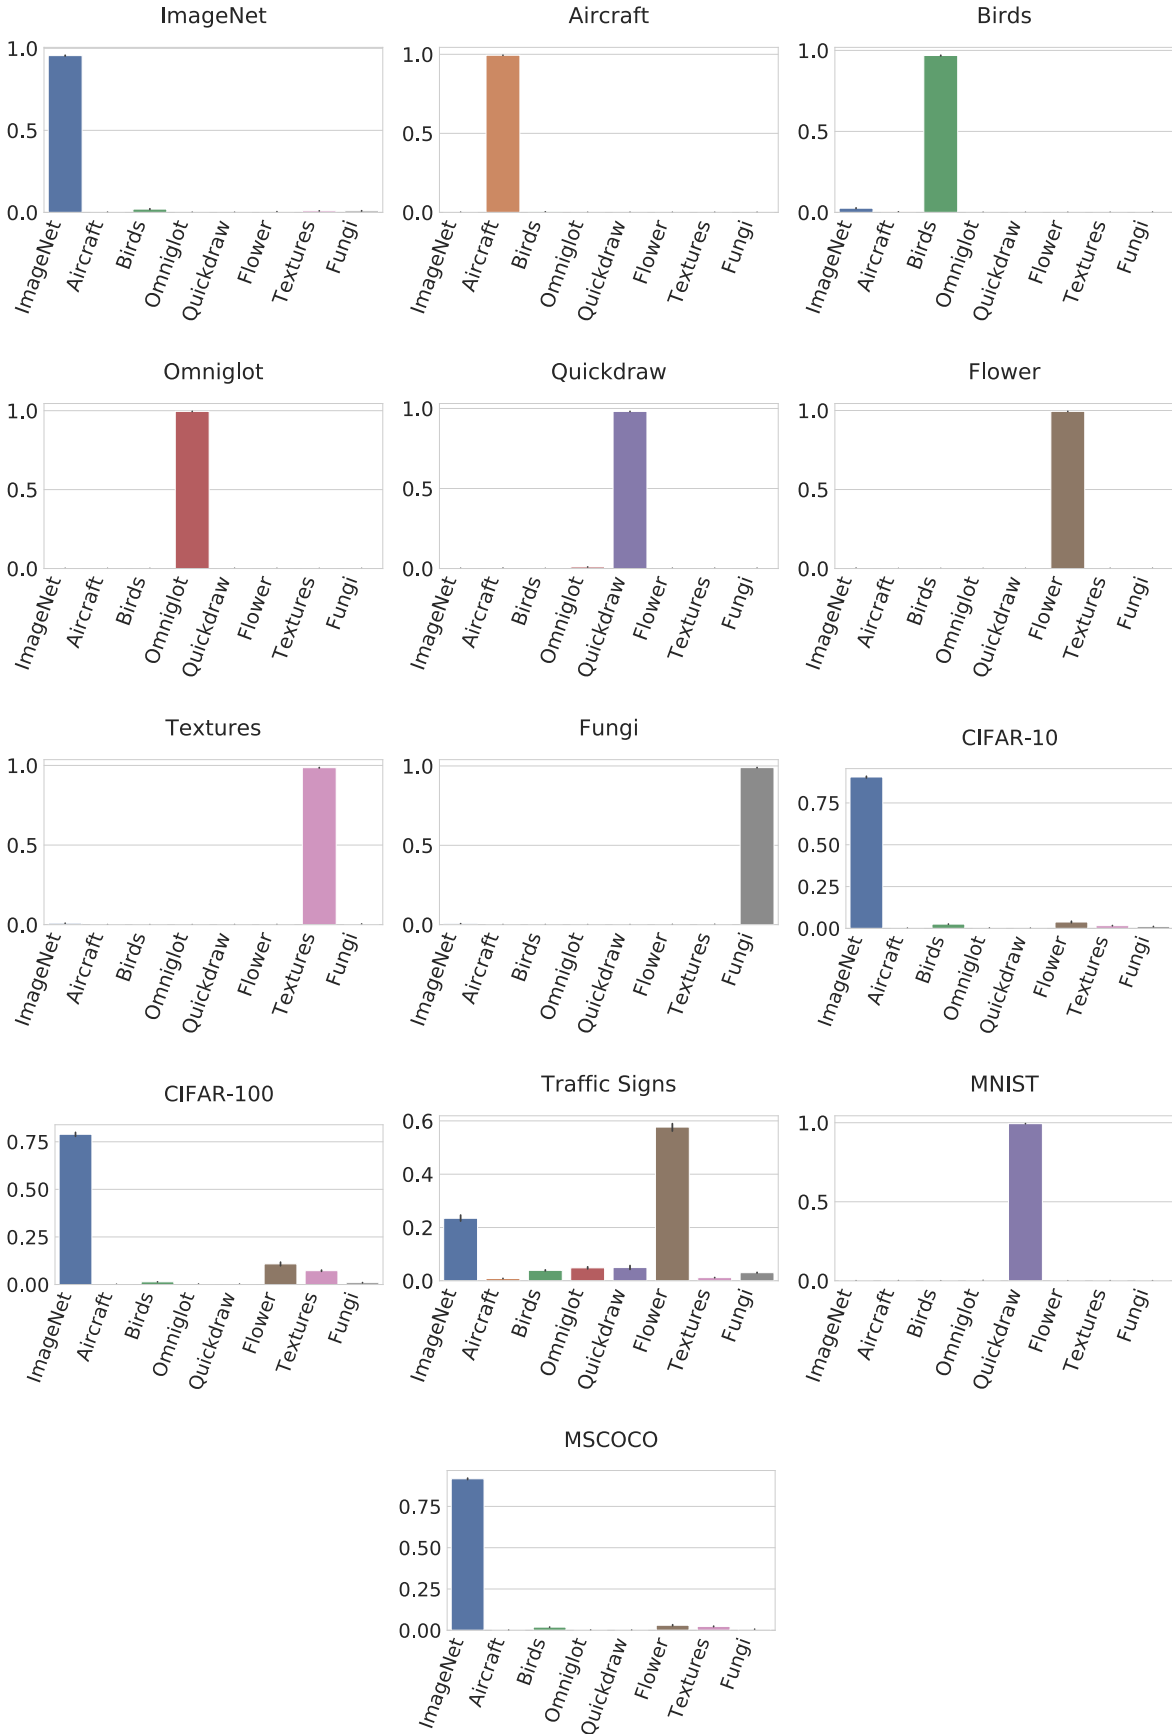 ImageNet
1.0
0.5
0.0
ImageNet
Aircraft
Birds
Omniglot
Quickdraw
Flower
Textures
Fungi
Aircraft
1.0
0.5
0.0
ImageNet
Aircraft
Birds
Omniglot
Quickdraw
Flower
Textures
Fungi
Birds
1.0
0.5
0.0
ImageNet
Aircraft
Birds
Omniglot
Quickdraw
Flower
Textures
Fungi
Omniglot
1.0
0.5
0.0
ImageNet
Aircraft
Birds
Omniglot
Quickdraw
Flower
Textures
Fungi
Quickdraw
1.0
0.5
0.0
ImageNet
Aircraft
Birds
Omniglot
Quickdraw
Flower
Textures
Fungi
Flower
1.0
0.5
0.0
ImageNet
Aircraft
Birds
Omniglot
Quickdraw
Flower
Textures
Fungi
Textures
1.0
0.5
0.0
ImageNet
Aircraft
Birds
Omniglot
Quickdraw
Flower
Textures
Fungi
Fungi
1.0
0.5
0.0
ImageNet
Aircraft
Birds
Omniglot
Quickdraw
Flower
Textures
Fungi
CIFAR-10
0.75
0.50
0.25
0.00
ImageNet
Aircraft
Birds
Omniglot
Quickdraw
Flower
Textures
Fungi
CIFAR-100
0.75
0.50
0.25
0.00
ImageNet
Aircraft
Birds
Omniglot
Quickdraw
Flower
Textures
Fungi
Traffic Signs
0.6
0.4
0.2
0.0
ImageNet
Aircraft
Birds
Omniglot
Quickdraw
Flower
Textures
Fungi
MNIST
1.0
0.5
0.0
ImageNet
Aircraft
Birds
Omniglot
Quickdraw
Flower
Textures
Fungi
MSCOCO
0.75
0.50
0.25
0.00
ImageNet
Aircraft
Birds
Omniglot
Quickdraw
Flower
Textures
Fungi